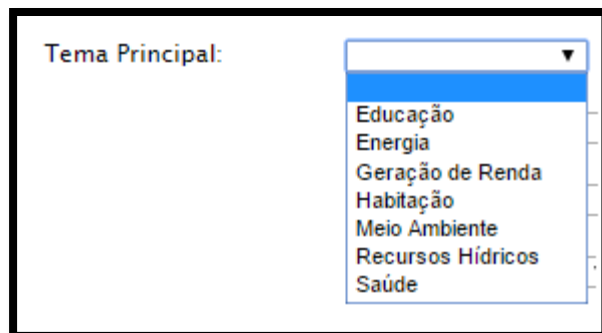 Tema Principal:
Educação
Energia
Geração de Renda
Habitação
Meio Ambiente
Recursos Hídricos
Saúde